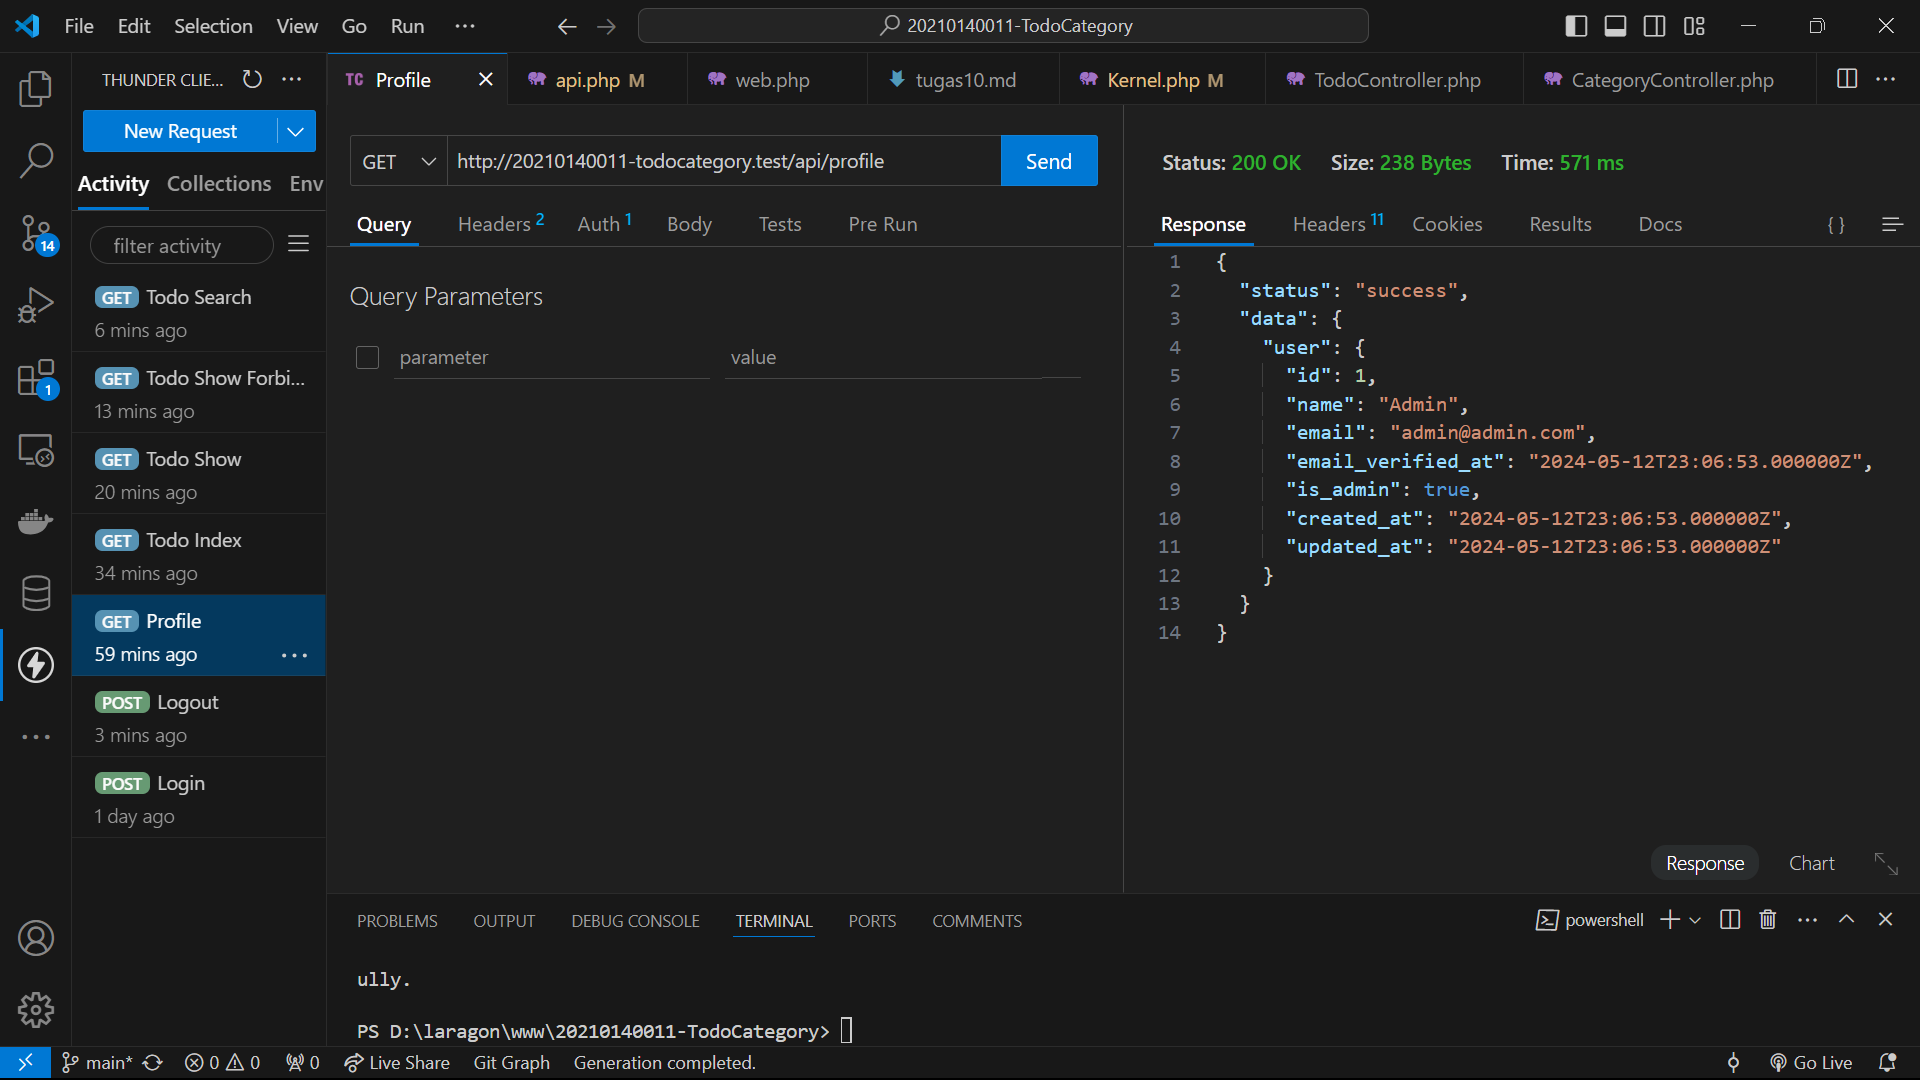 File Edit Selection View Go Run ···
20210140011-TodoCategory
THUNDER CLIE...
TC Profile
api.php M
web.php
tugas10.md
Kernel.php M
TodoController.php
CategoryController.php
New Request
Activity Collections Env
filter activity
GET Todo Search
6 mins ago
GET Todo Show Forbi...
13 mins ago
GET Todo Show
20 mins ago
GET Todo Index
34 mins ago
GET Profile
59 mins ago
POST Logout
3 mins ago
POST Login
1 day ago
14
1
GET http://20210140011-todocategory.test/api/profile Send
Query Headers 2 Auth 1 Body Tests Pre Run
Query Parameters
parameter value
Status: 200 OK Size: 238 Bytes Time: 571 ms
Response Headers 11 Cookies Results Docs { }
1 {
2 "status": "success",
3 "data": {
4 "user": {
5 "id": 1,
6 "name": "Admin",
7 "email": "admin@admin.com",
8 "email_verified_at": "2024-05-12T23:06:53.000000Z",
9 "is_admin": true,
10 "created_at": "2024-05-12T23:06:53.000000Z",
11 "updated_at": "2024-05-12T23:06:53.000000Z"
12 }
13 }
14 }
Response Chart
PROBLEMS OUTPUT DEBUG CONSOLE TERMINAL PORTS COMMENTS
powershell
ully.
PS D:\laragon\www\20210140011-TodoCategory>
main* 0 0 0 Live Share Git Graph Generation completed. Go Live